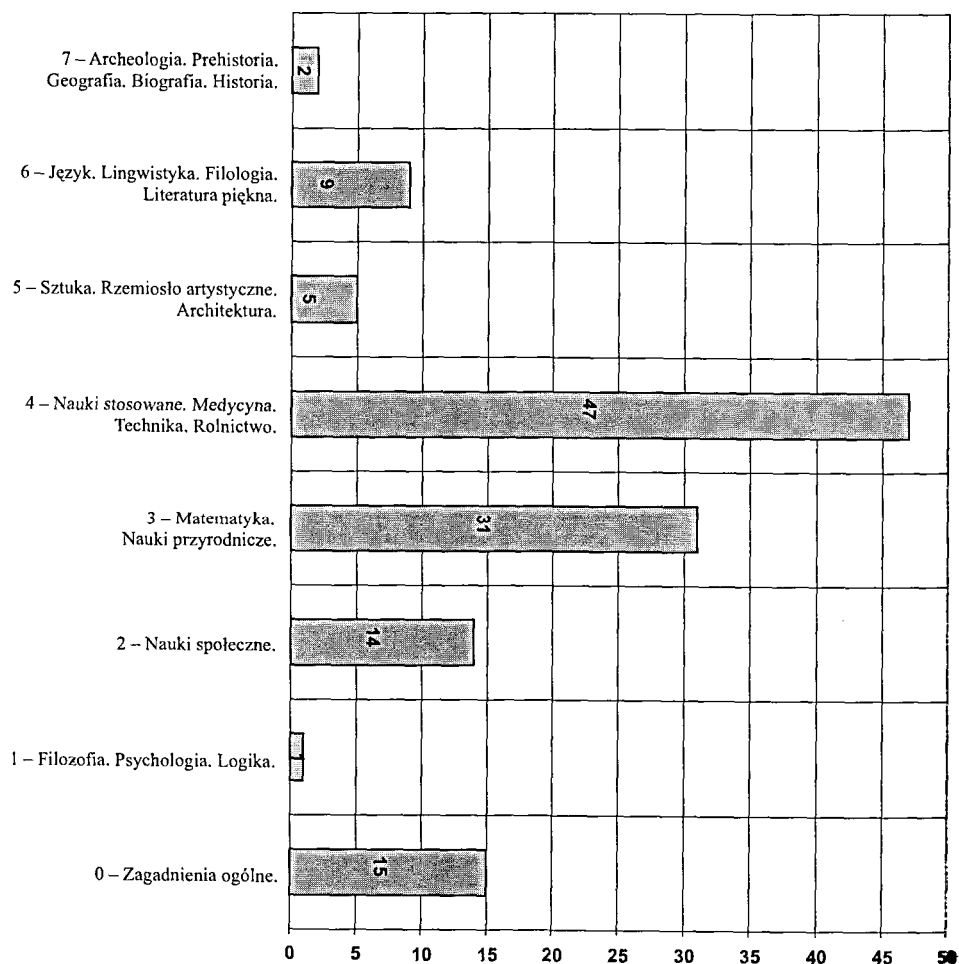 7 – Archeologia. Prehistoria.
Geografia. Biografia. Historia.
2
6 – Język. Lingwistyka. Filologia.
Literatura piękna.
9
5 – Sztuka. Rzemiosło artystyczne.
Architektura.
5
4 – Nauki stosowane. Medycyna.
Technika. Rolnictwo.
47
3 – Matematyka.
Nauki przyrodnicze.
31
2 – Nauki społeczne.
14
1 – Filozofia. Psychologia. Logika.
0 – Zagadnienia ogólne.
15
0 5 10 15 20 25 30 35 40 45 50